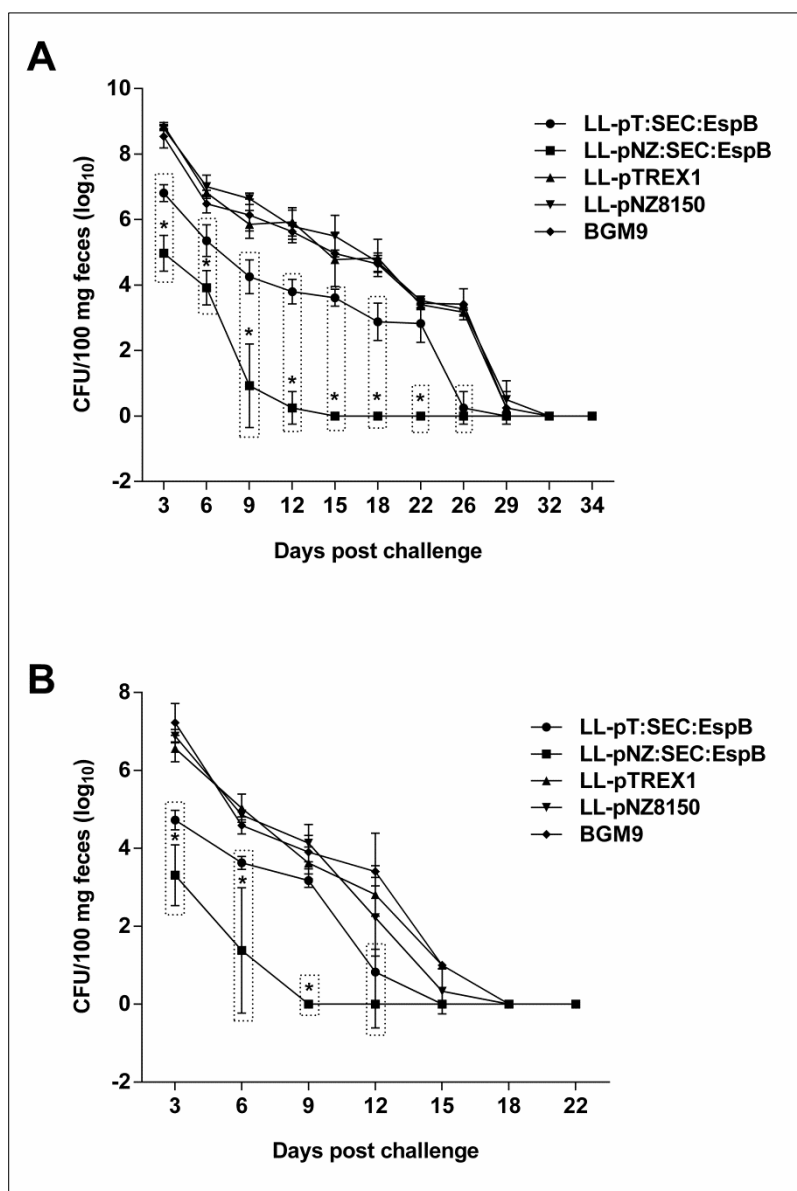 A
CFU/100 mg feces (log10)
10
8
6
4
2
0
-2
* * * * * * *
3 6 9 12 15 18 22 26 29 32 34
Days post challenge
LL-pT:SEC:EspB
LL-pNZ:SEC:EspB
LL-pTREX1
LL-pNZ8150
BGM9
B
CFU/100 mg feces (log10)
8
6
4
2
0
-2
* * *
3 6 9 12 15 18 22
Days post challenge
LL-pT:SEC:EspB
LL-pNZ:SEC:EspB
LL-pTREX1
LL-pNZ8150
BGM9